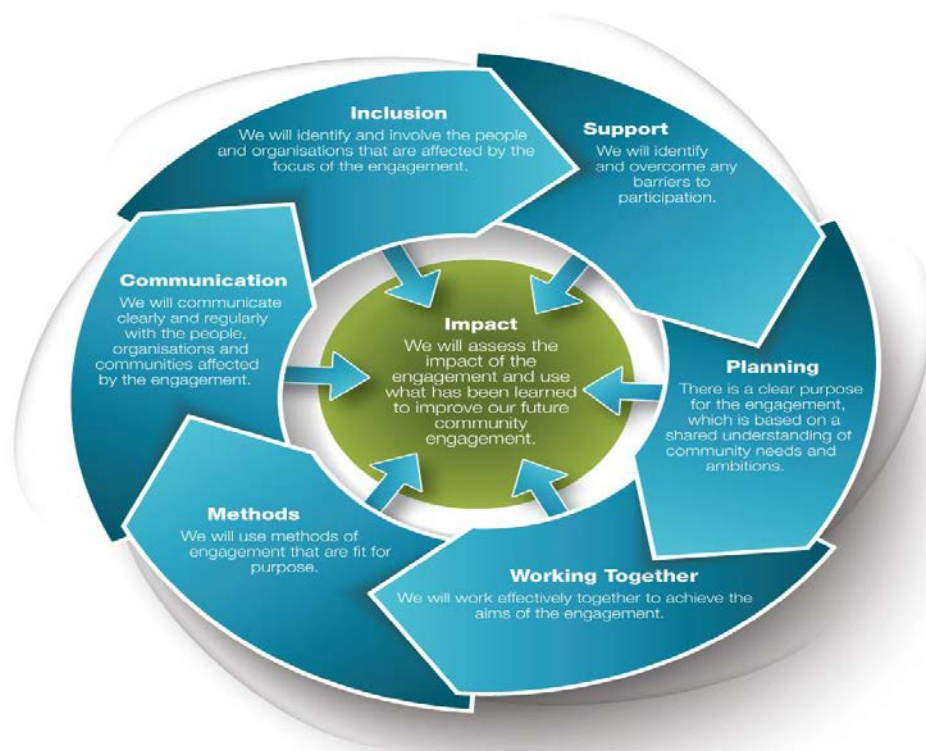 Inclusion
We will identify and involve the people
and organisations that are affected by the
focus of the engagement.
Support
We will identify
and overcome any
barriers to
participation.
Planning
There is a clear purpose
for the engagement,
which is based on a
shared understanding of
community needs and
ambitions.
Working Together
We will work effectively together to achieve the
aims of the engagement.
Methods
We will use methods of
engagement that are fit for
purpose.
Communication
We will communicate
clearly and regularly
with the people,
organisations and
communities affected
by the engagement.
Impact
We will assess the
impact of the
engagement and use
what has been learned
to improve our future
community
engagement.